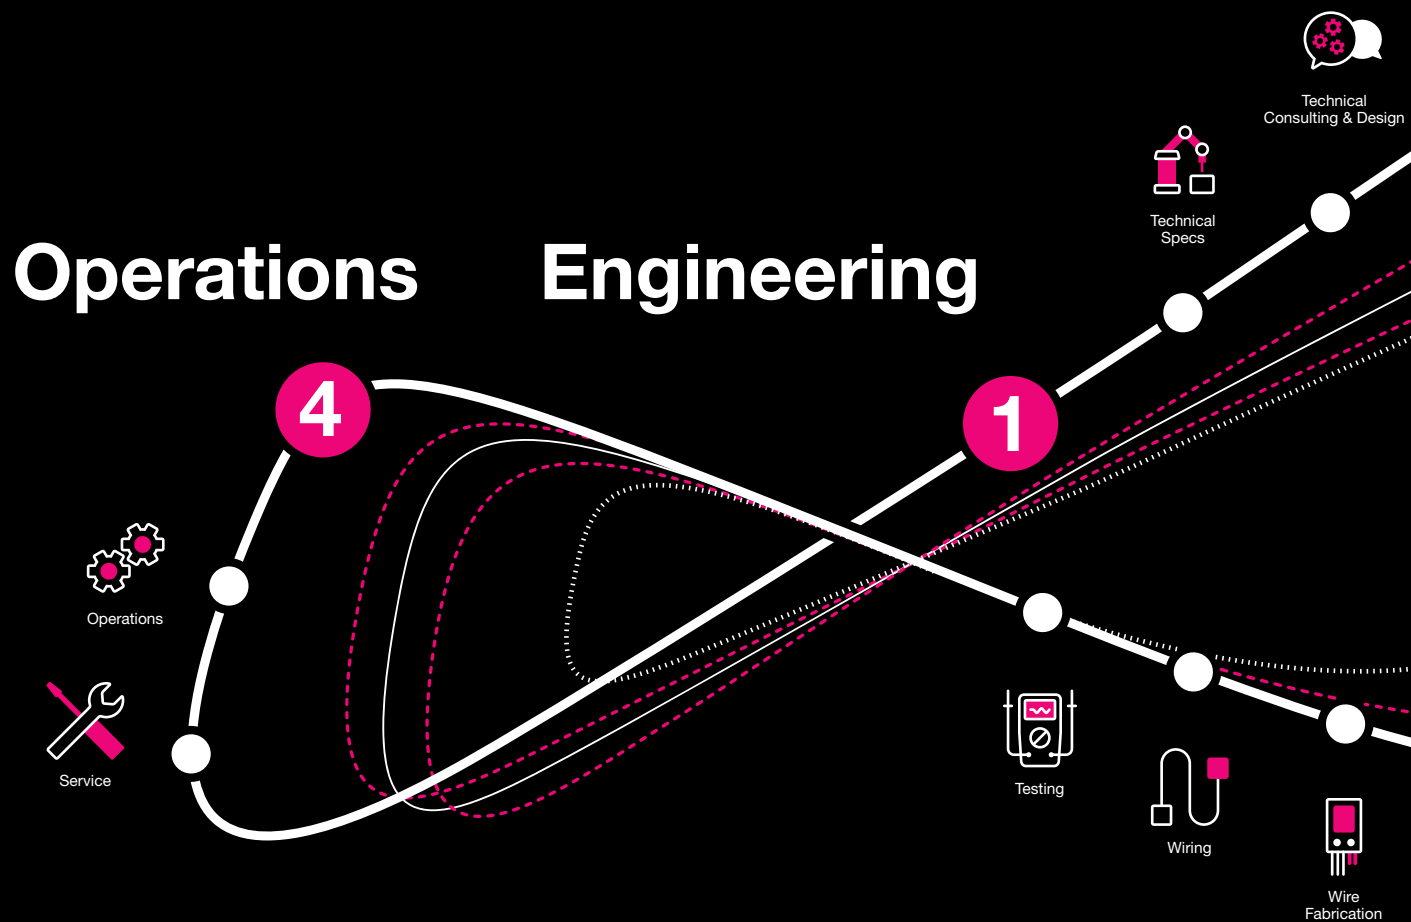 Technical
Consulting & Design
Technical
Specs
Operations
Engineering
4
1
Operations
Service
Testing
Wiring
Wire
Fabrication